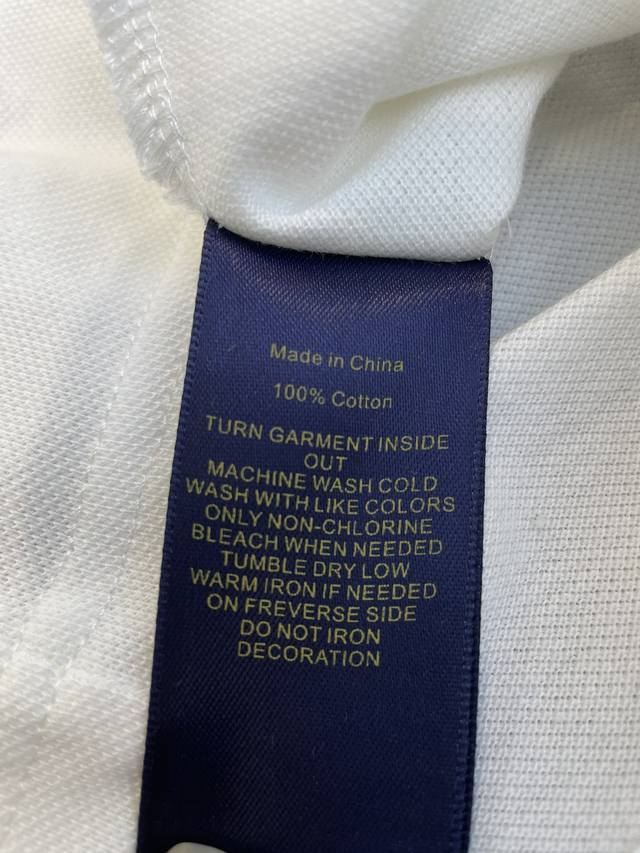 Made in China
100% Cotton
TURN GARMENT INSIDE
OUT
MACHINE WASH COLD
WASH WITH LIKE COLORS
ONLY NON-CHLORINE
BLEACH WHEN NEEDED
TUMBLE DRY LOW
WARM IRON IF NEEDED
ON FREVERSE SIDE
DO NOT IRON
DECORATION